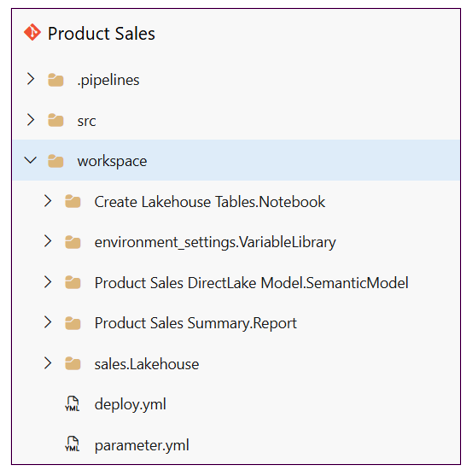 Product Sales
.pipelines
src
workspace
Create Lakehouse Tables.Notebook
environment_settings.VariableLibrary
Product Sales DirectLake Model.SemanticModel
Product Sales Summary.Report
sales.Lakehouse
YML deploy.yml
YML parameter.yml